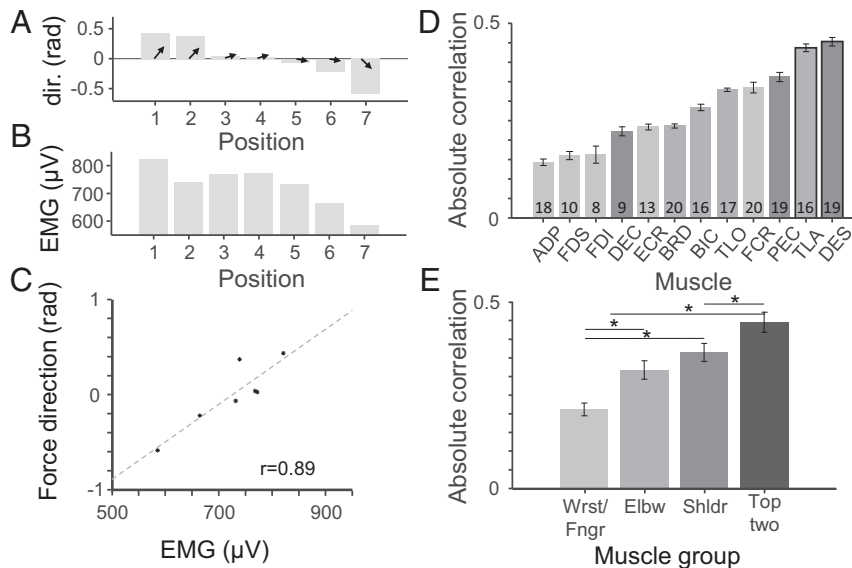 A
dir. (rad)
0.5
0
-0.5
1 2 3 4 5 6 7
Position
B
EMG (µV)
800
700
600
1 2 3 4 5 6 7
Position
C
Force direction (rad)
1
0
-1
r=0.89
500 700 900
EMG (µV)
D
Absolute correlation
0.5
0
18 10 8 9 13 20 16 17 20 19 16 19
ADP FDS FDI DEC ECR BRD BIC TLO FCR PEC TLA DES
Muscle
E
Absolute correlation
0.5
0
* *
* *
Wrst/ Elbw Shldr Top
Fngr two
Muscle group